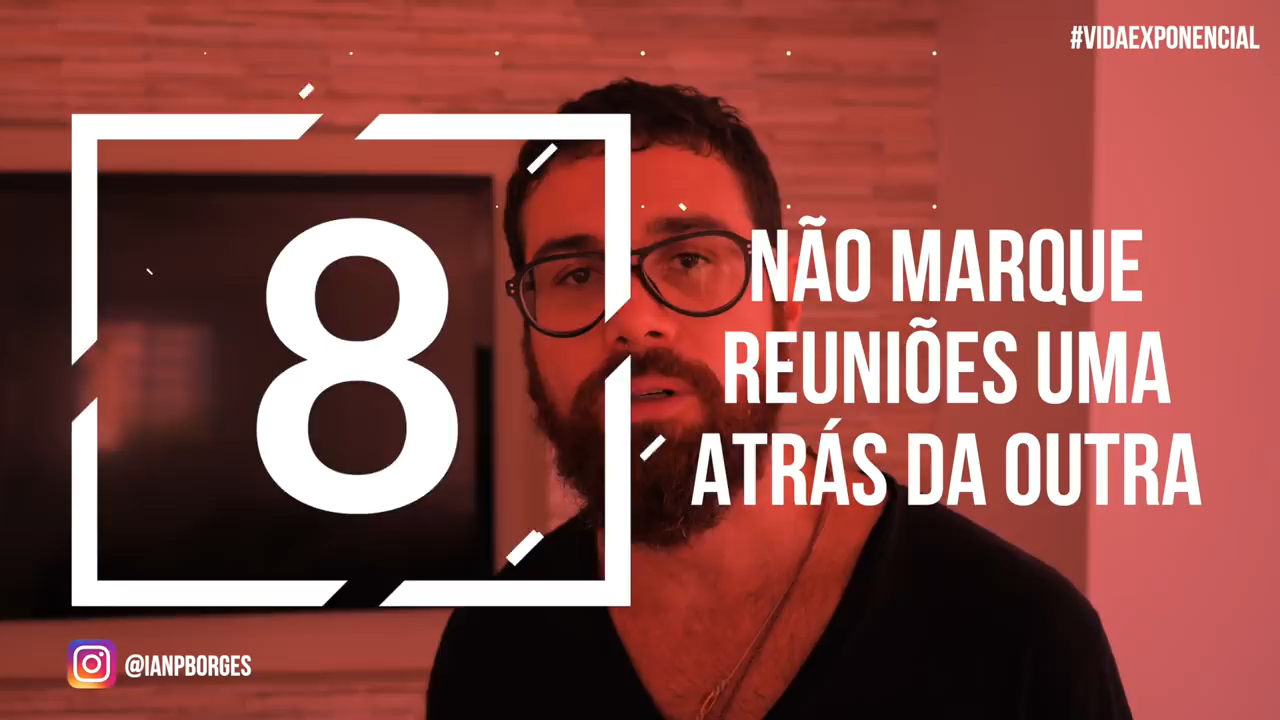 #VIDAEXPONENCIAL
8
NÃO MARQUE
REUNIÕES UMA
ATRÁS DA OUTRA
@IANPBORGES